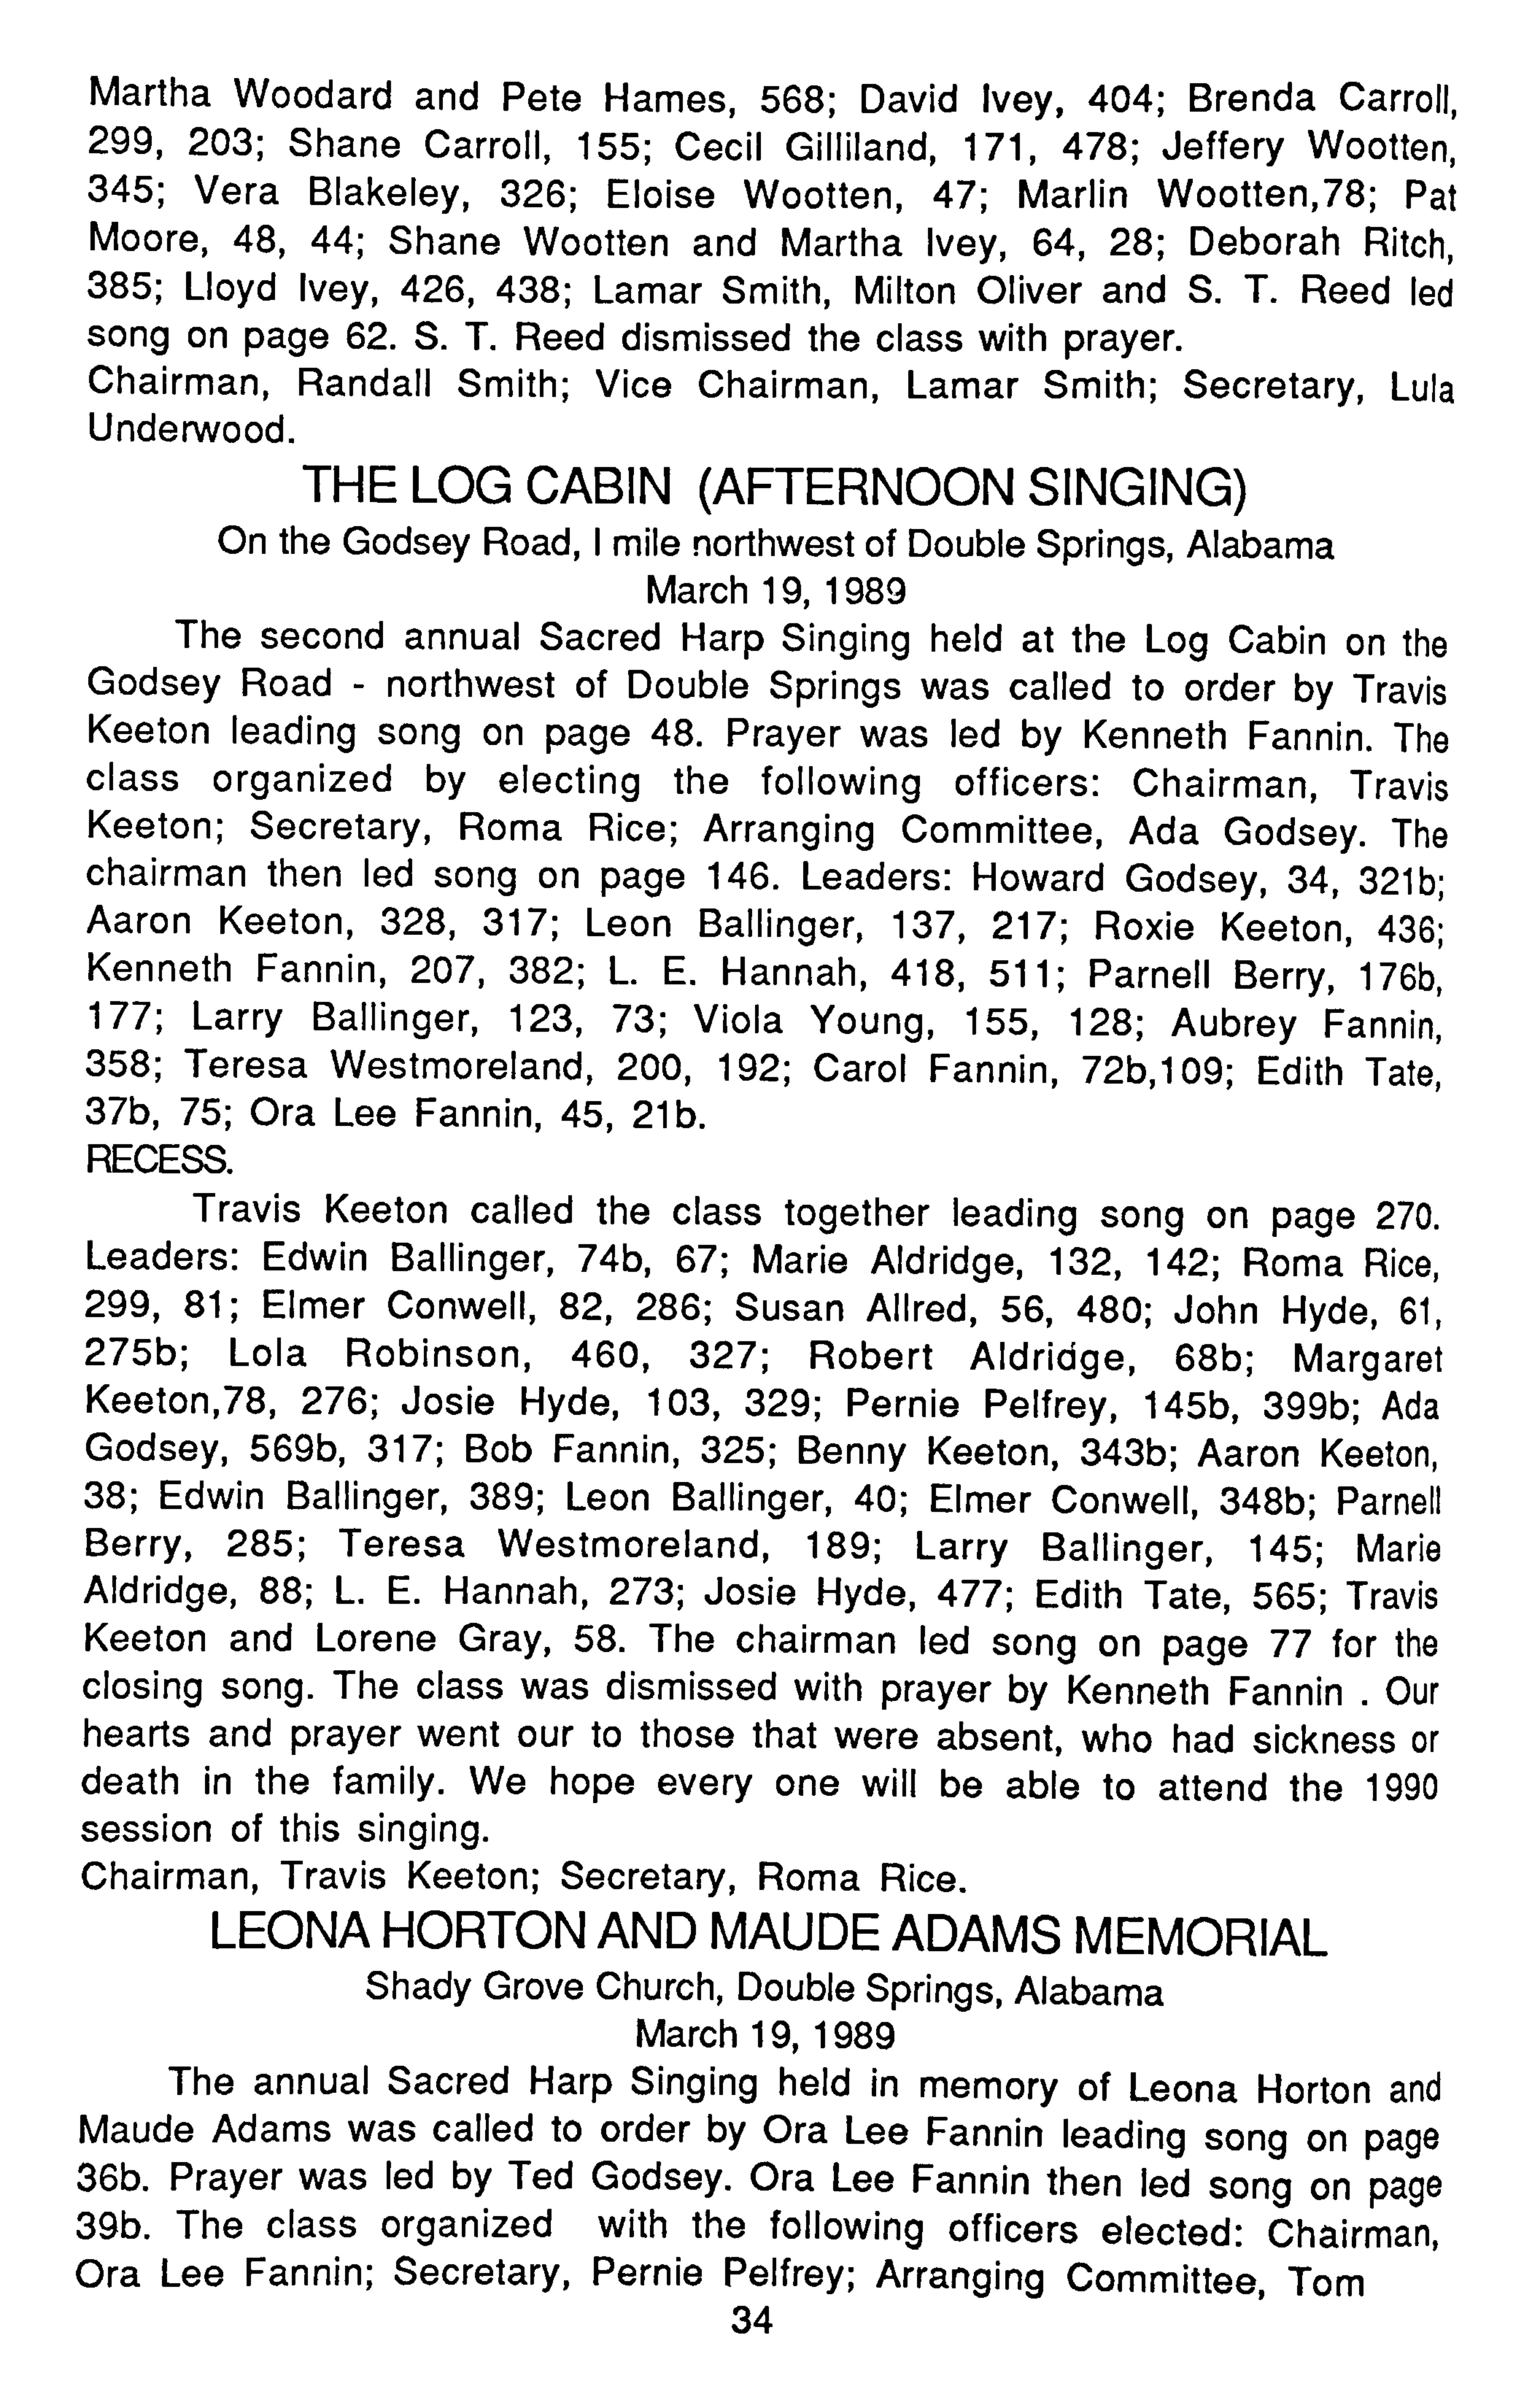 Martha Woodard and Pete Hames, 568; David Ivey, 404; Brenda Carroll,
299, 203; Shane Carroll, 155; Cecil Gilliland, 171, 478; Jeffery Wootten,
345; Vera Blakeley, 326; Eloise Wootten, 47; Marlin Wootten,78; Pat
Moore, 48, 44; Shane Wootten and Martha Ivey, 64, 28; Deborah Ritch,
385; Lloyd Ivey, 426, 438; Lamar Smith, Milton Oliver and S. T. Reed led
song on page 62. S. T. Reed dismissed the class with prayer.
Chairman, Randall Smith; Vice Chairman, Lamar Smith; Secretary, Lula
Underwood.
THE LOG CABIN (AFTERNOON SINGING)
On the Godsey Road, I mile northwest of Double Springs, Alabama
March 19, 1989
The second annual Sacred Harp Singing held at the Log Cabin on the
Godsey Road - northwest of Double Springs was called to order by Travis
Keeton leading song on page 48. Prayer was led by Kenneth Fannin. The
class organized by electing the following officers: Chairman, Travis
Keeton; Secretary, Roma Rice; Arranging Committee, Ada Godsey. The
chairman then led song on page 146. Leaders: Howard Godsey, 34, 321b;
Aaron Keeton, 328, 317; Leon Ballinger, 137, 217; Roxie Keeton, 436;
Kenneth Fannin, 207, 382; L. E. Hannah, 418, 511; Parnell Berry, 176b,
177; Larry Ballinger, 123, 73; Viola Young, 155, 128; Aubrey Fannin,
358; Teresa Westmoreland, 200, 192; Carol Fannin, 72b,109; Edith Tate,
37b, 75; Ora Lee Fannin, 45, 21b.
RECESS.
Travis Keeton called the class together leading song on page 270.
Leaders: Edwin Ballinger, 74b, 67; Marie Aldridge, 132, 142; Roma Rice,
299, 81; Elmer Conwell, 82, 286; Susan Allred, 56, 480; John Hyde, 61,
275b; Lola Robinson, 460, 327; Robert Aldridge, 68b; Margaret
Keeton,78, 276; Josie Hyde, 103, 329; Pernie Pelfrey, 145b, 399b; Ada
Godsey, 569b, 317; Bob Fannin, 325; Benny Keeton, 343b; Aaron Keeton,
38; Edwin Ballinger, 389; Leon Ballinger, 40; Elmer Conwell, 348b; Parnell
Berry, 285; Teresa Westmoreland, 189; Larry Ballinger, 145; Marie
Aldridge, 88; L. E. Hannah, 273; Josie Hyde, 477; Edith Tate, 565; Travis
Keeton and Lorene Gray, 58. The chairman led song on page 77 for the
closing song. The class was dismissed with prayer by Kenneth Fannin . Our
hearts and prayer went our to those that were absent, who had sickness or
death in the family. We hope every one will be able to attend the 1990
session of this singing.
Chairman, Travis Keeton; Secretary, Roma Rice.
LEONA HORTON AND MAUDE ADAMS MEMORIAL
Shady Grove Church, Double Springs, Alabama
March 19, 1989
The annual Sacred Harp Singing held in memory of Leona Horton and
Maude Adams was called to order by Ora Lee Fannin leading song on page
36b. Prayer was led by Ted Godsey. Ora Lee Fannin then led song on page
39b. The class organized with the following officers elected: Chairman,
Ora Lee Fannin; Secretary, Pernie Pelfrey; Arranging Committee, Tom
34